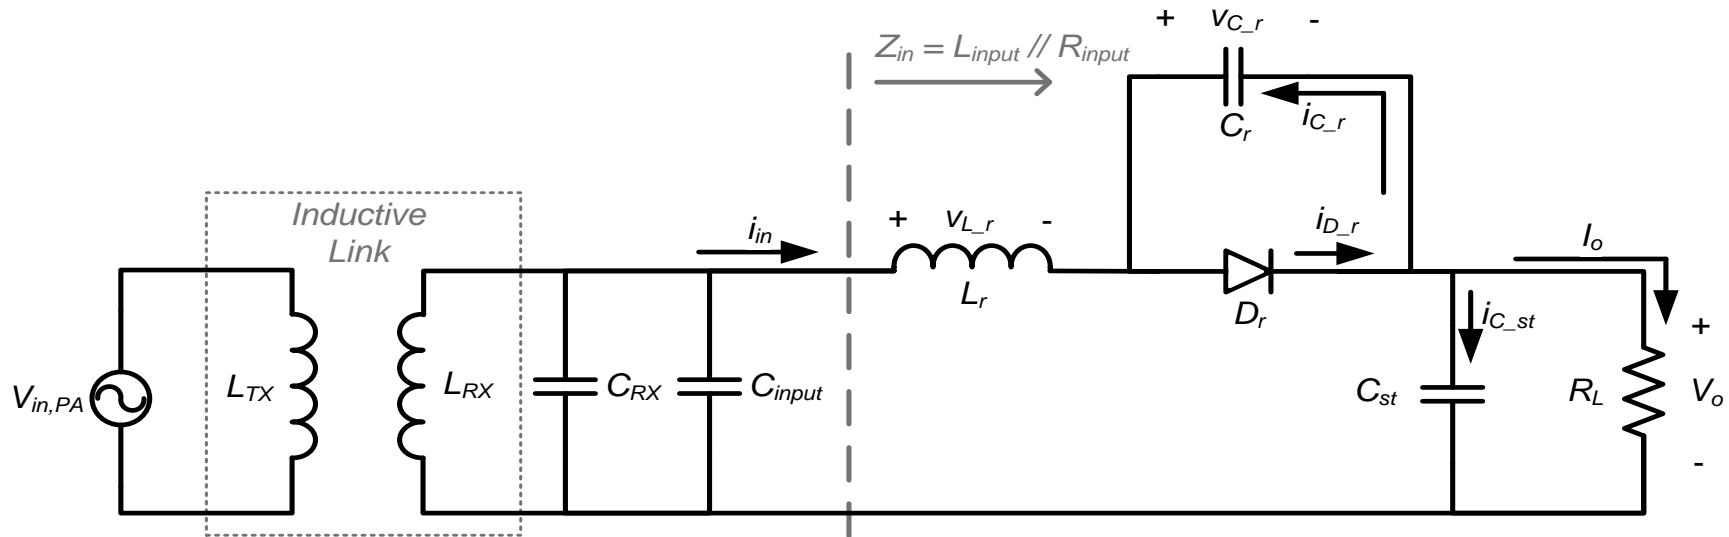 + v_{C_r} -
Z_{in} = L_{input} // R_{input}
C_r
i_{C_r}
Inductive
Link
i_{in}
+ v_{L_r} -
L_r
i_{D_r}
D_r
I_o
i_{C_st}
V_{in,PA}
L_{TX}
L_{RX}
C_{RX}
C_{input}
C_{st}
R_L
+
V_o
-